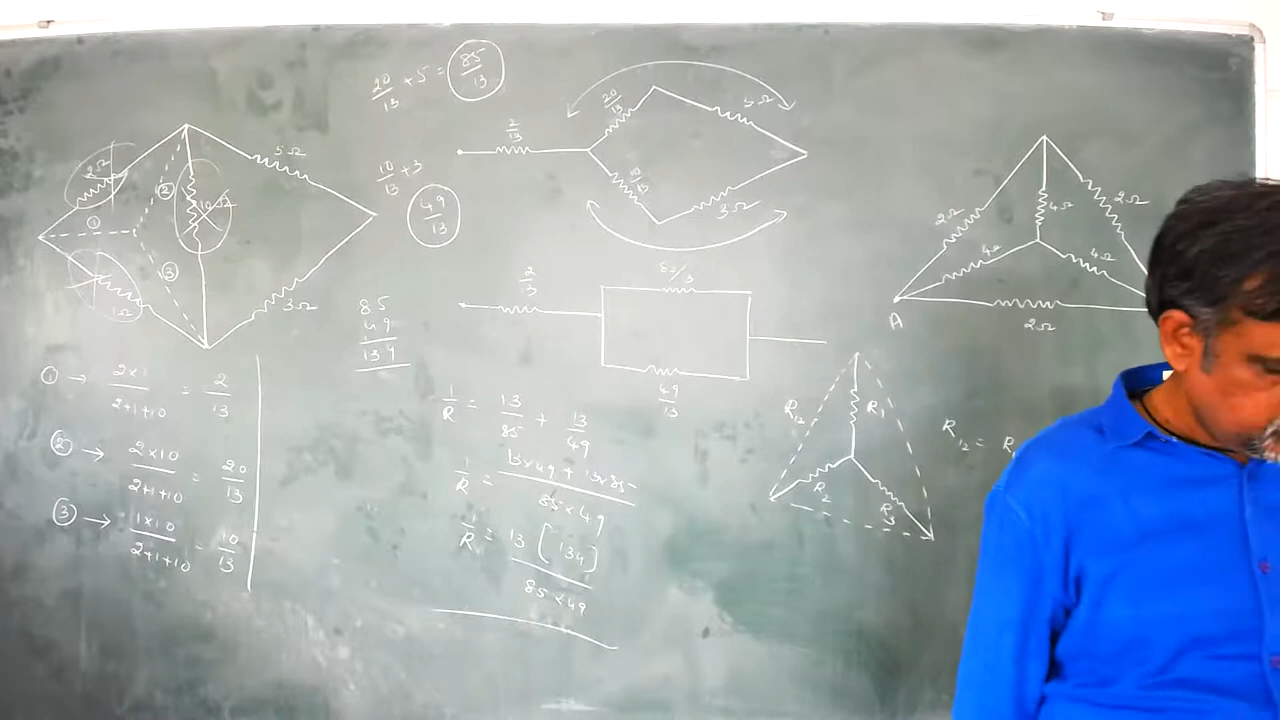 20/13 + 5 = 85/13
10/13 + 3
49/13
2Ω
10Ω
5Ω
1Ω
3Ω
①
②
③
① → 2×1/2+1+10 = 2/13
② → 2×10/2+1+10 = 20/13
③ → 1×10/2+1+10 = 10/13
85
49
134
2/13
20/13
5Ω
10/13
3Ω
2/13
49/13
1/R = 13/85 + 13/49
1/R = 13×49 + 13×85/85×49
1/R = 13 [134]/85×49
2Ω
4Ω
2Ω
4Ω
4Ω
A
2Ω
R12
R1
R2
R3
R12 =